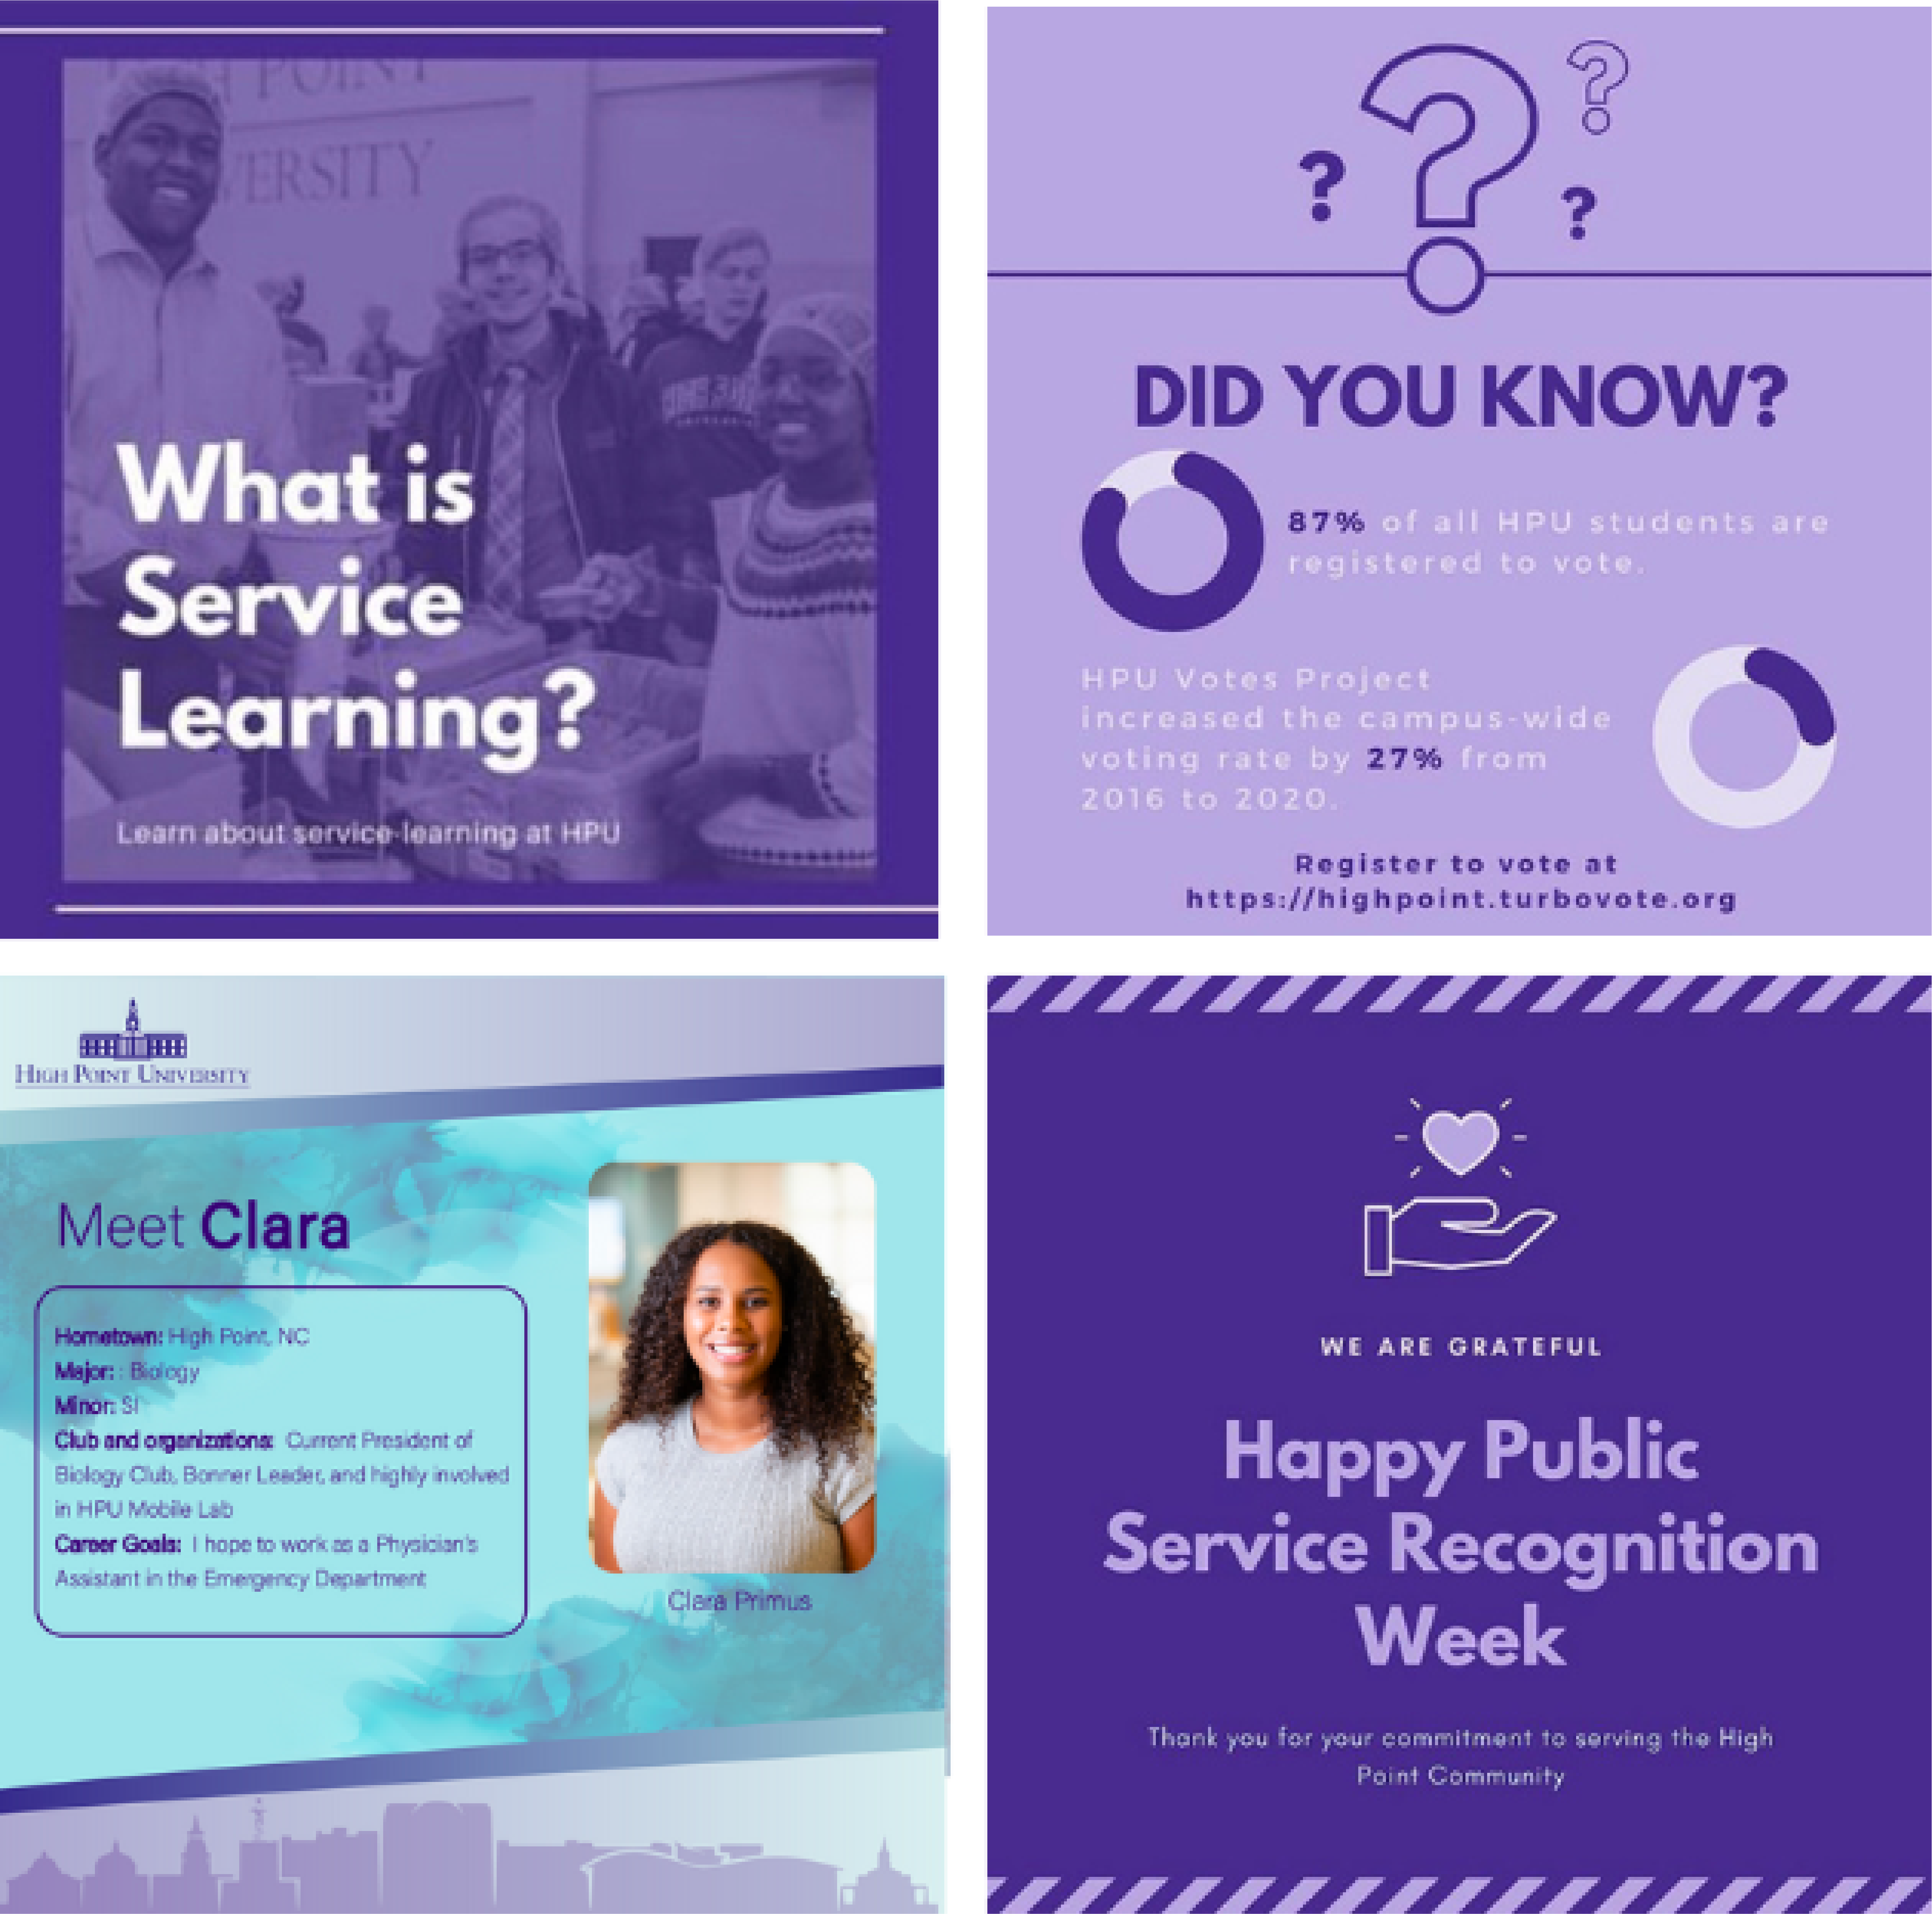 POINT
VERSITY
What is
Service
Learning?
Learn about service-learning at HPU
?
?
?
?
DID YOU KNOW?
87% of all HPU students are
registered to vote.
HPU Votes Project
increased the campus-wide
voting rate by 27% from
2016 to 2020.
Register to vote at
https://highpoint.turbovote.org
HIGH POINT UNIVERSITY
Meet Clara
Hometown: High Point, NC
Major: : Biology
Minor: SI
Club and organizations: Current President of
Biology Club, Bonner Leader, and highly involved
in HPU Mobile Lab
Career Goals: I hope to work as a Physician's
Assistant in the Emergency Department
Clara Primus
WE ARE GRATEFUL
Happy Public
Service Recognition
Week
Thank you for your commitment to serving the High
Point Community